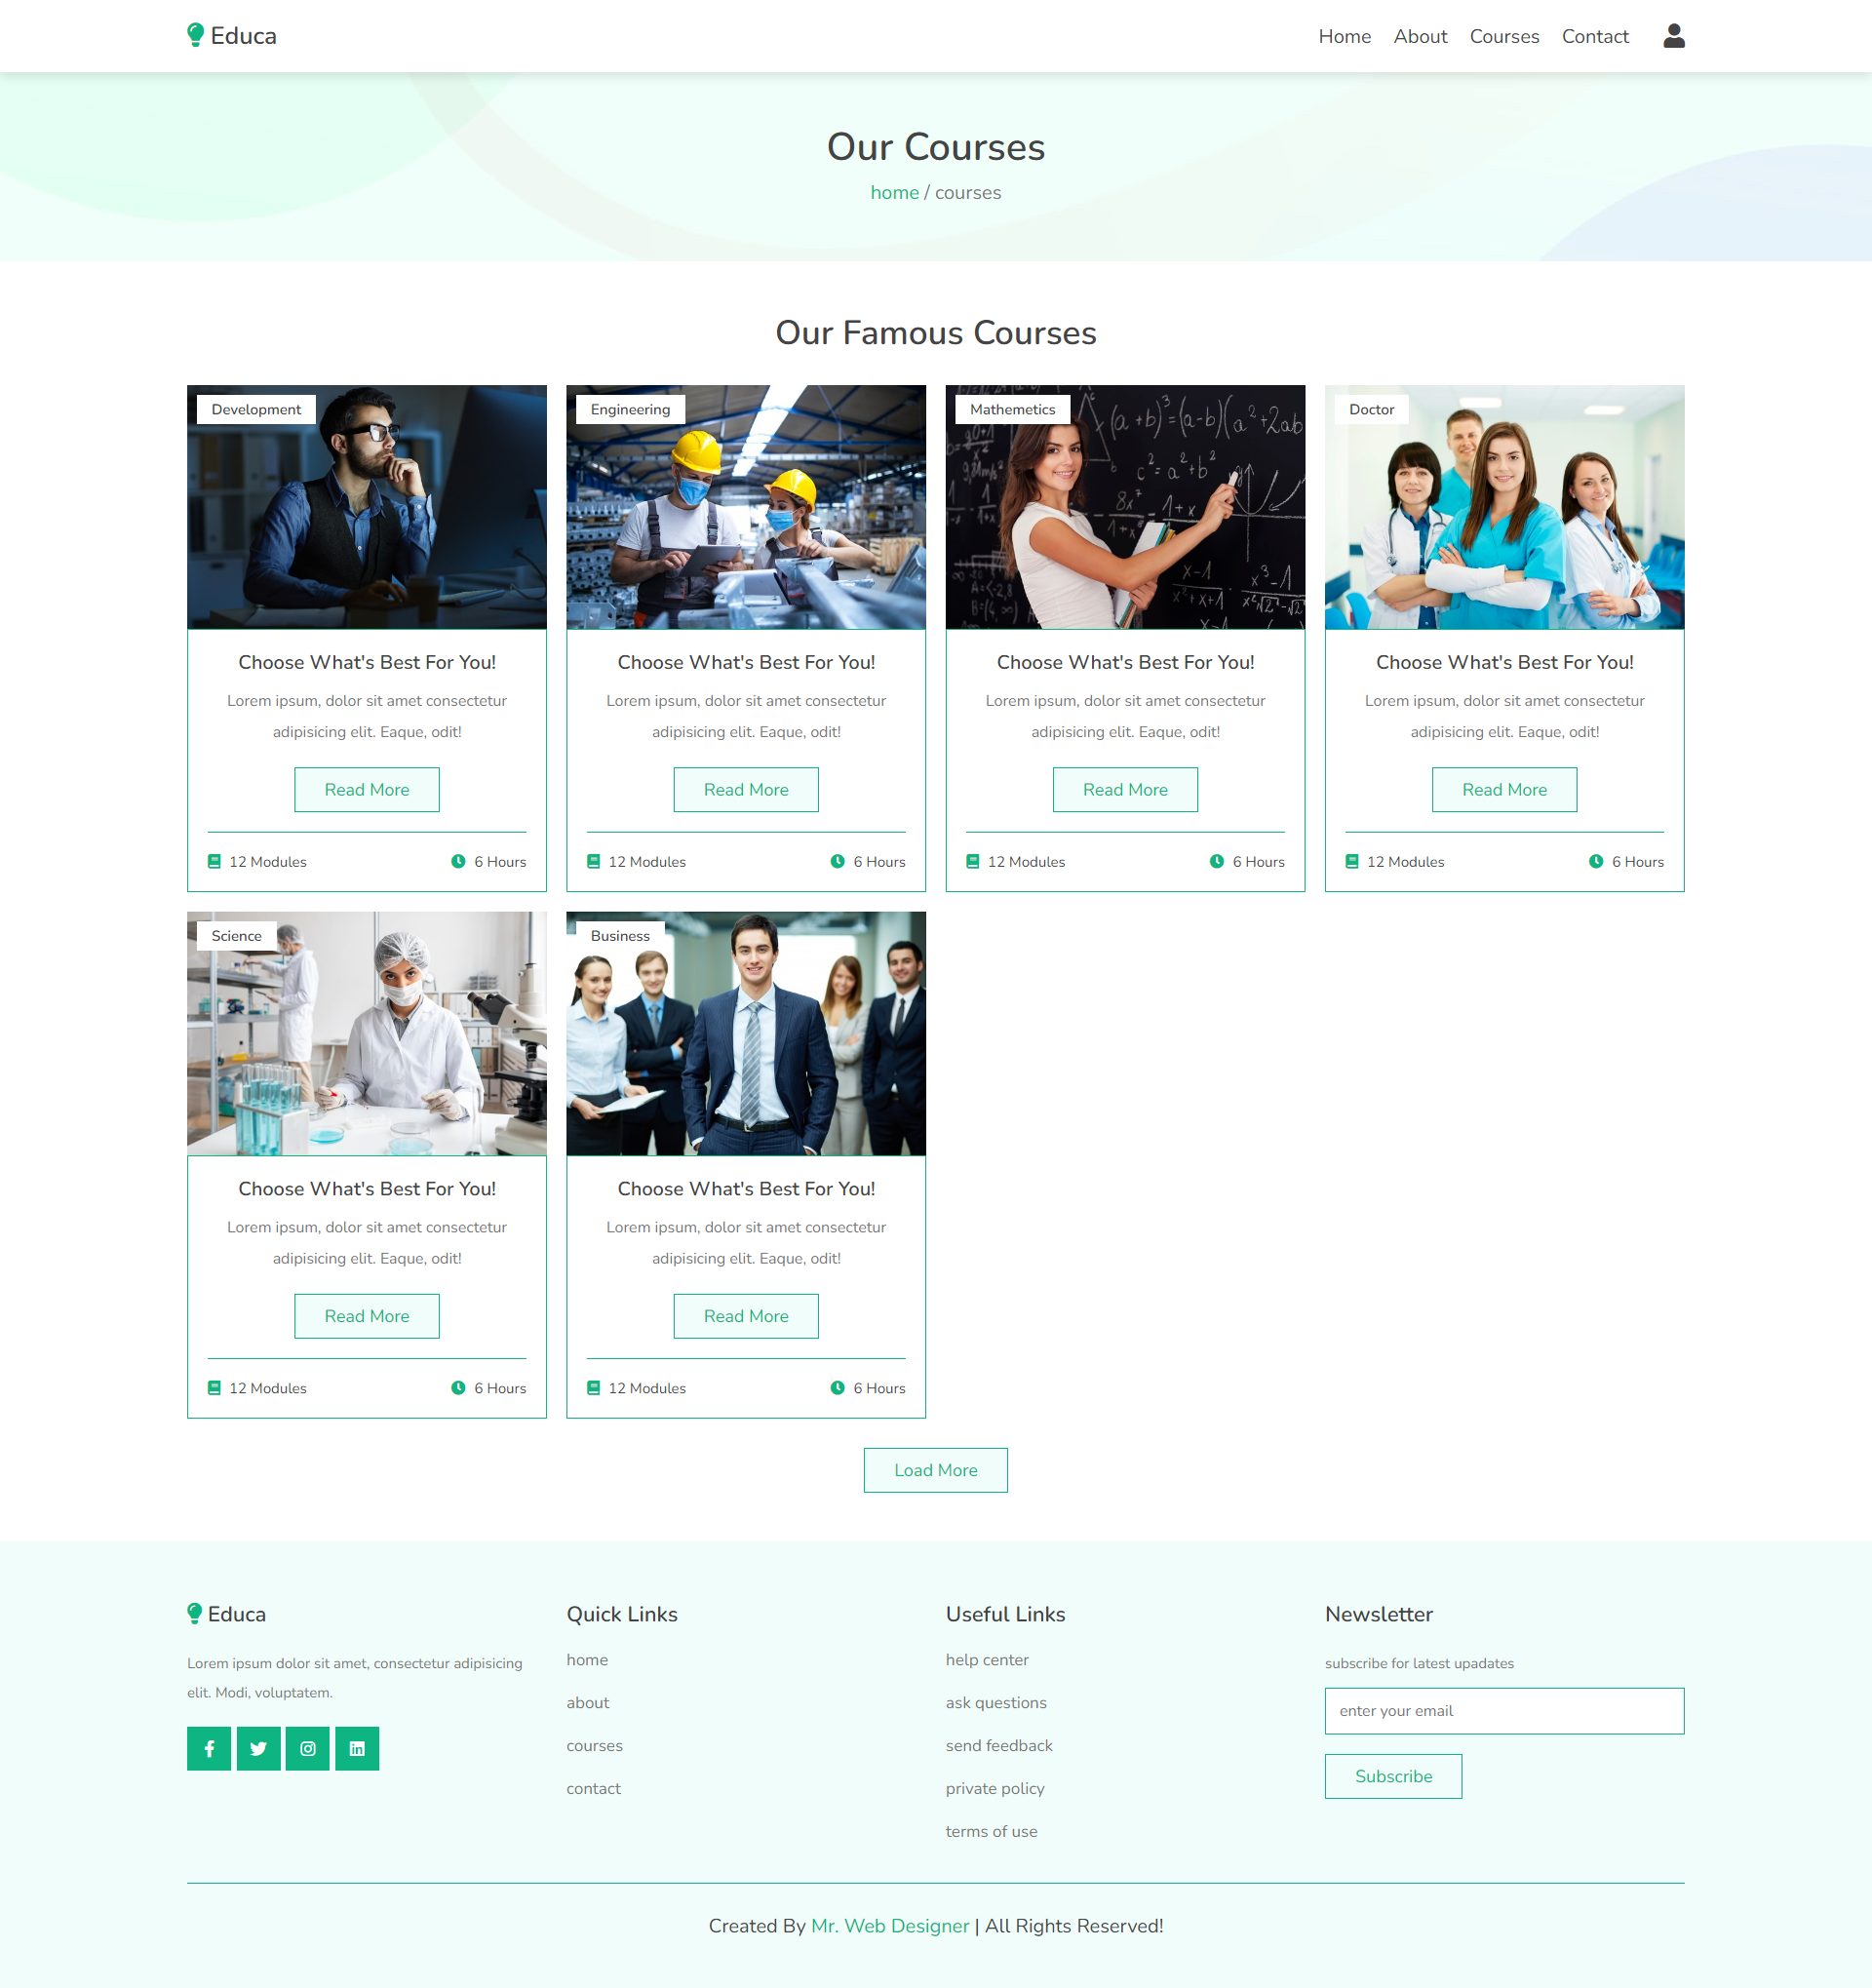 Educa
Home About Courses Contact
Our Courses
home / courses
Our Famous Courses
Development
Choose What's Best For You!
Lorem ipsum, dolor sit amet consectetur
adipisicing elit. Eaque, odit!
Read More
12 Modules 6 Hours
Engineering
Choose What's Best For You!
Lorem ipsum, dolor sit amet consectetur
adipisicing elit. Eaque, odit!
Read More
12 Modules 6 Hours
Mathemetics
(a+b)³=(a-b)(a²+2ab
c²=a²+b²
Choose What's Best For You!
Lorem ipsum, dolor sit amet consectetur
adipisicing elit. Eaque, odit!
Read More
12 Modules 6 Hours
Doctor
Choose What's Best For You!
Lorem ipsum, dolor sit amet consectetur
adipisicing elit. Eaque, odit!
Read More
12 Modules 6 Hours
Science
Choose What's Best For You!
Lorem ipsum, dolor sit amet consectetur
adipisicing elit. Eaque, odit!
Read More
12 Modules 6 Hours
Business
Choose What's Best For You!
Lorem ipsum, dolor sit amet consectetur
adipisicing elit. Eaque, odit!
Read More
12 Modules 6 Hours
Load More
Educa
Lorem ipsum dolor sit amet, consectetur adipisicing
elit. Modi, voluptatem.
Quick Links
home
about
courses
contact
Useful Links
help center
ask questions
send feedback
private policy
terms of use
Newsletter
subscribe for latest upadates
enter your email
Subscribe
Created By Mr. Web Designer | All Rights Reserved!